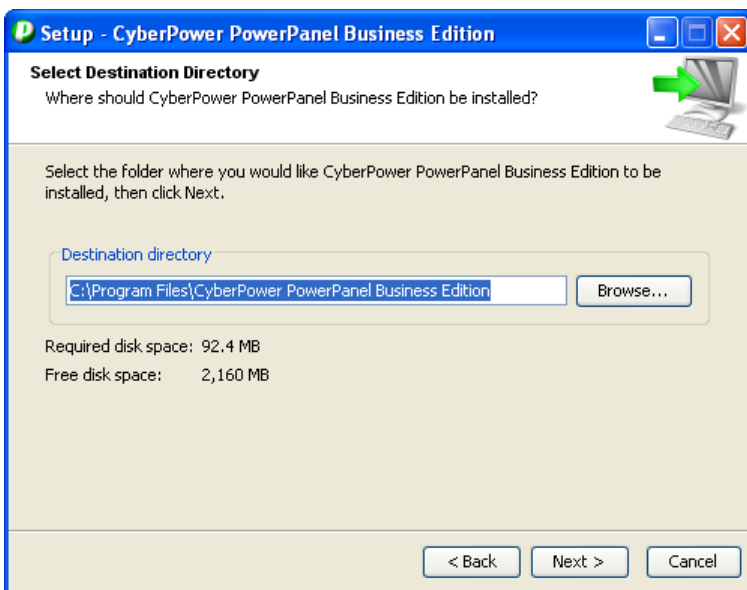 Setup - CyberPower PowerPanel Business Edition
Select Destination Directory
Where should CyberPower PowerPanel Business Edition be installed?
Select the folder where you would like CyberPower PowerPanel Business Edition to be
installed, then click Next.
Destination directory
C:\Program Files\CyberPower PowerPanel Business Edition
Browse...
Required disk space: 92.4 MB
Free disk space: 2,160 MB
< Back Next > Cancel